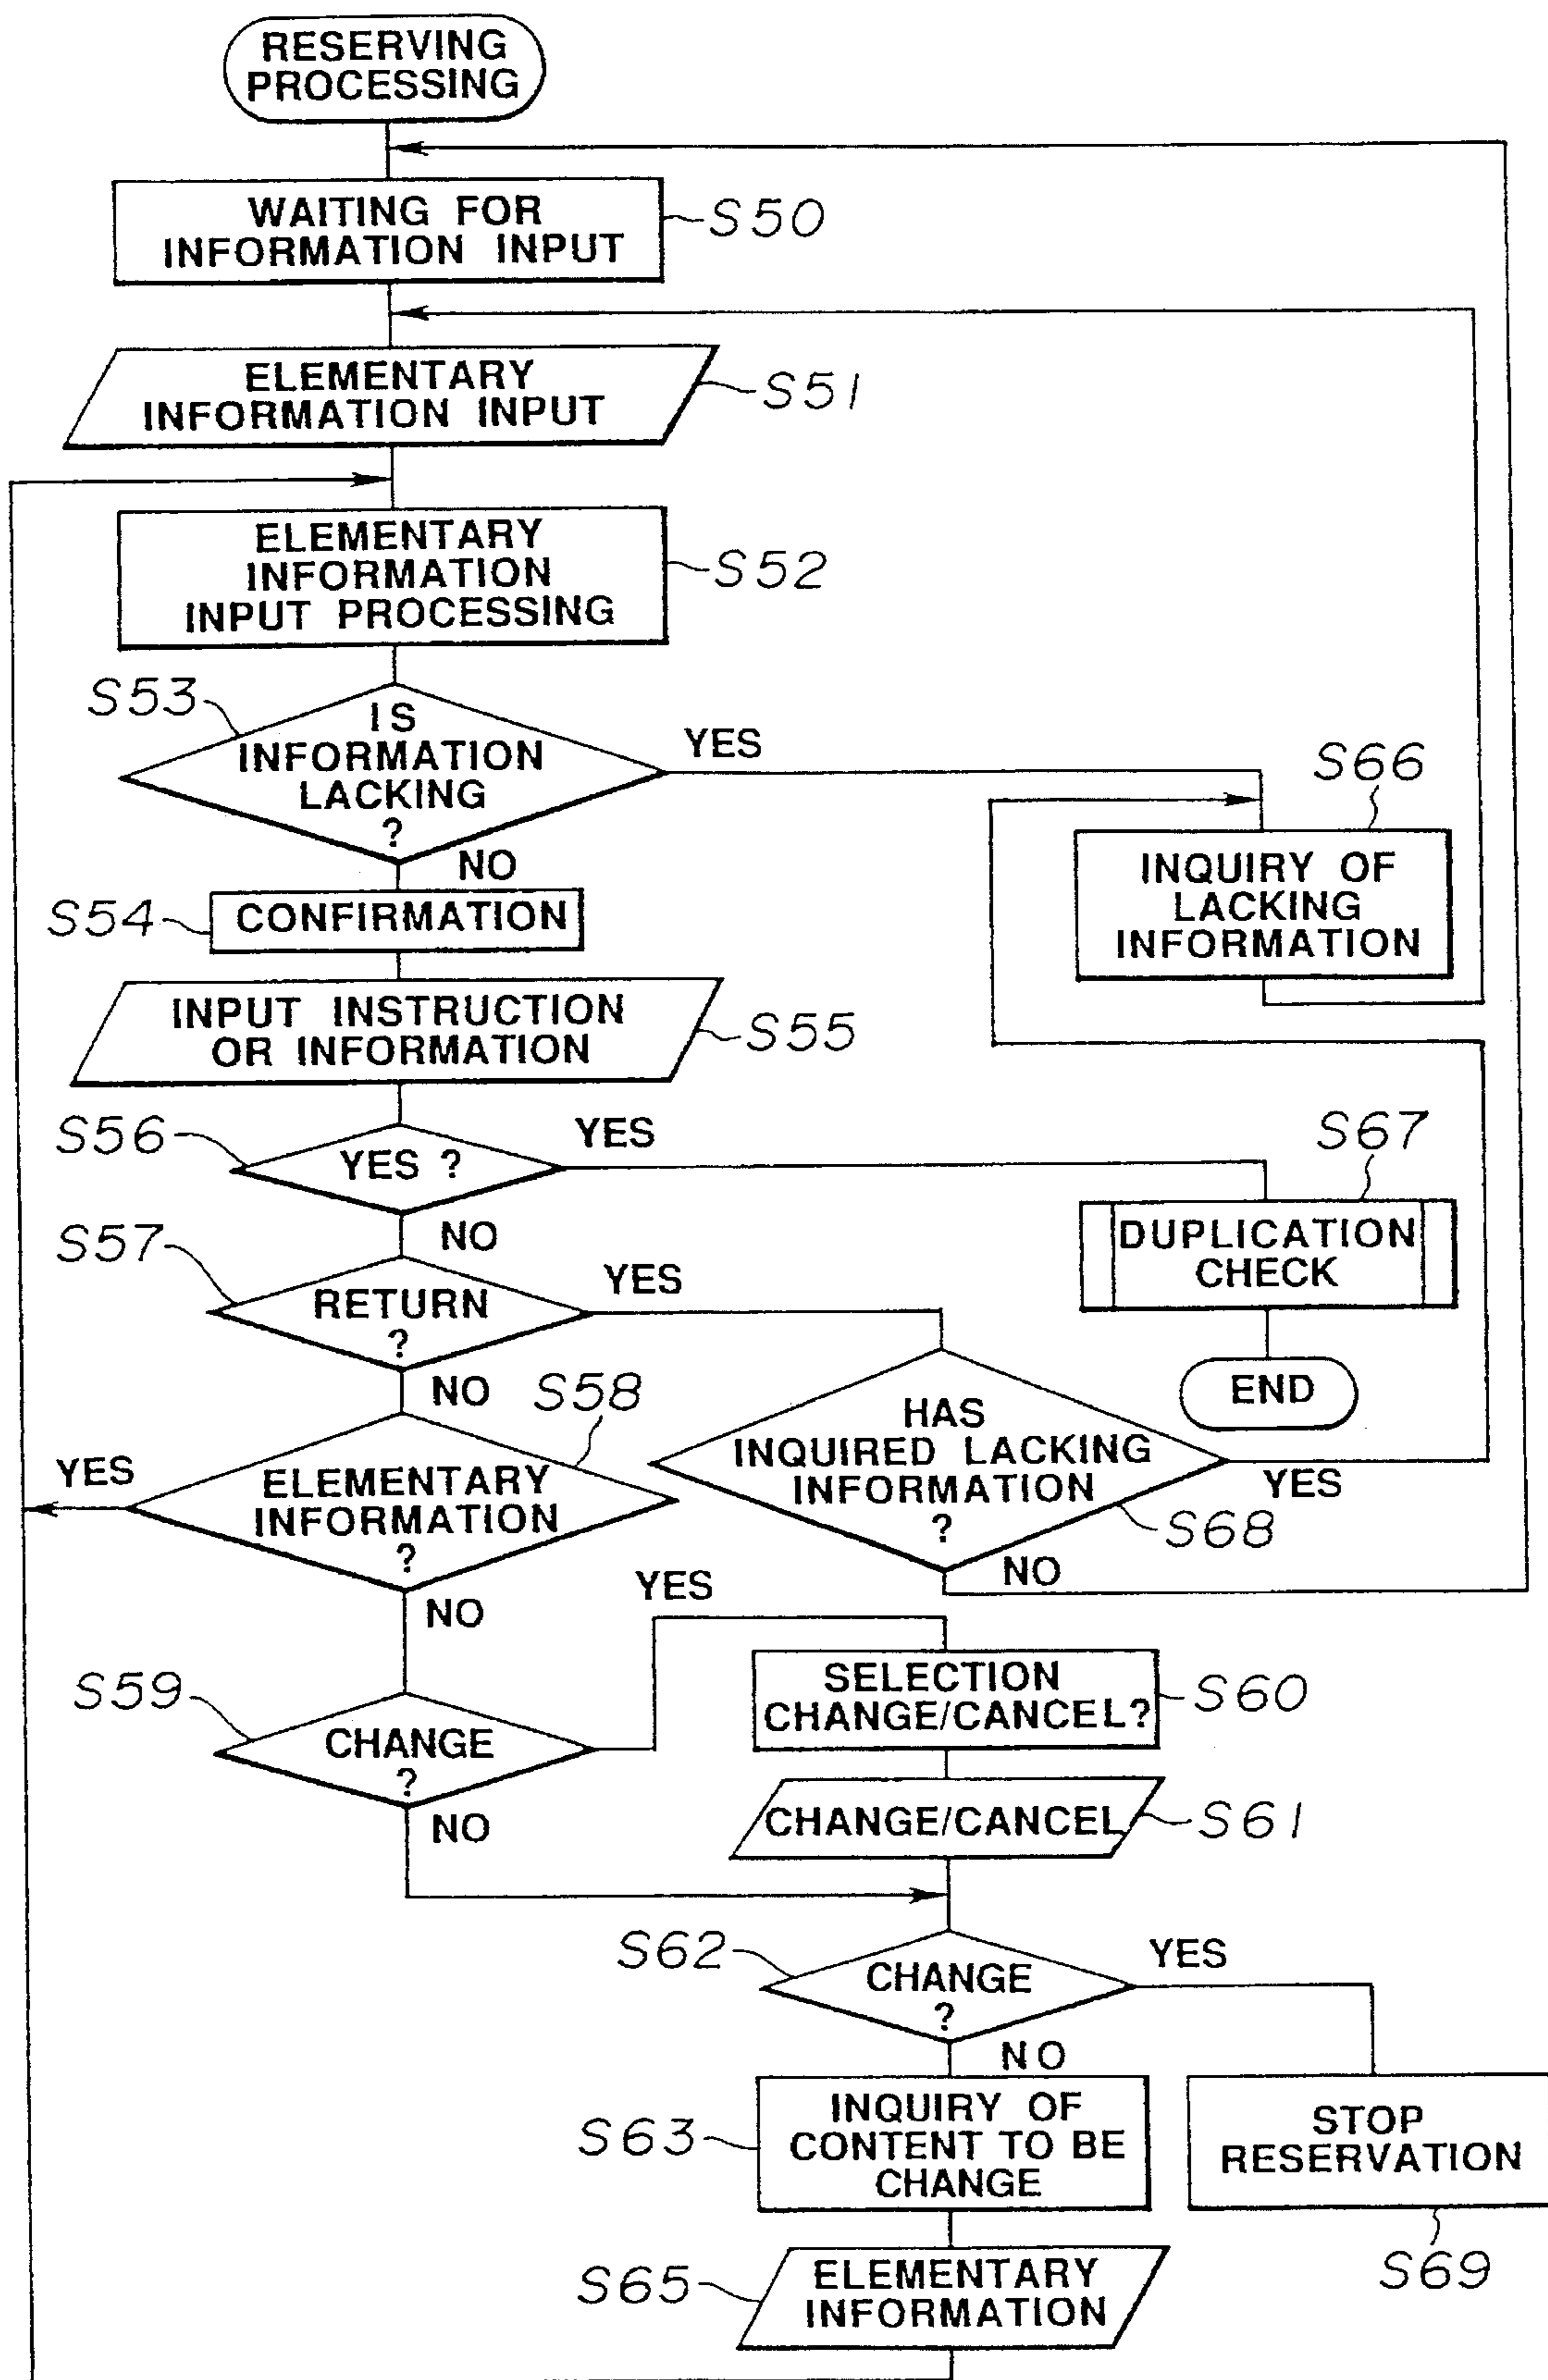 RESERVING
PROCESSING
WAITING FOR
INFORMATION INPUT
S50
ELEMENTARY
INFORMATION INPUT
S51
ELEMENTARY
INFORMATION
INPUT PROCESSING
S52
S53
IS
INFORMATION
LACKING
?
YES
NO
S66
INQUIRY OF
LACKING
INFORMATION
S54
CONFIRMATION
INPUT INSTRUCTION
OR INFORMATION
S55
S56
YES ?
YES
NO
S67
DUPLICATION
CHECK
END
S57
RETURN
?
YES
NO
S58
YES
ELEMENTARY
INFORMATION
?
NO
HAS
INQUIRED LACKING
INFORMATION
?
YES
S68
NO
S59
CHANGE
?
YES
NO
SELECTION
CHANGE/CANCEL?
S60
CHANGE/CANCEL
S61
S62
CHANGE
?
YES
NO
S63
INQUIRY OF
CONTENT TO BE
CHANGE
STOP
RESERVATION
S69
S65
ELEMENTARY
INFORMATION